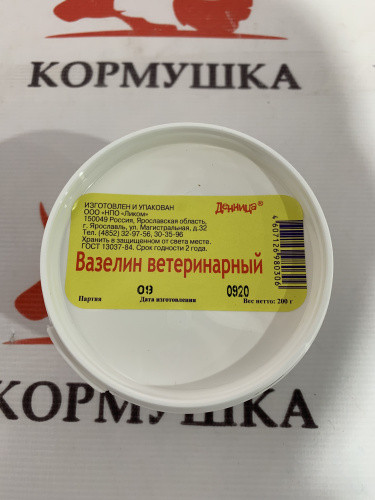 КОРМУШКА
ИЗГОТОВЛЕН И УПАКОВАН
ООО «НПО «Ликом»
150049 Россия, Ярославская область,
г. Ярославль, ул. Магистральная, д.32
Тел. (4852) 32-97-56, 30-35-96
Хранить в защищенном от света месте.
ГОСТ 13037-84. Срок годности 2 года.
Денница®
4607126980306
Вазелин ветеринарный
09 0920
Партия Дата изготовления Вес нетто: 200 г
КОРМУШКА